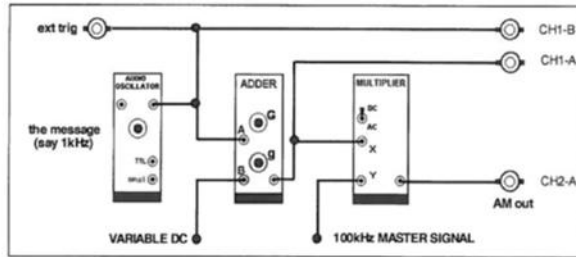 ext trig
CH1-B
CH1-A
AUDIO
OSCILLATOR
ADDER
MULTIPLIER
G
DC
AC
the message
(say 1kHz)
A
X
g
TTL
B
Y
CH2-A
AM out
VARIABLE DC
100kHz MASTER SIGNAL